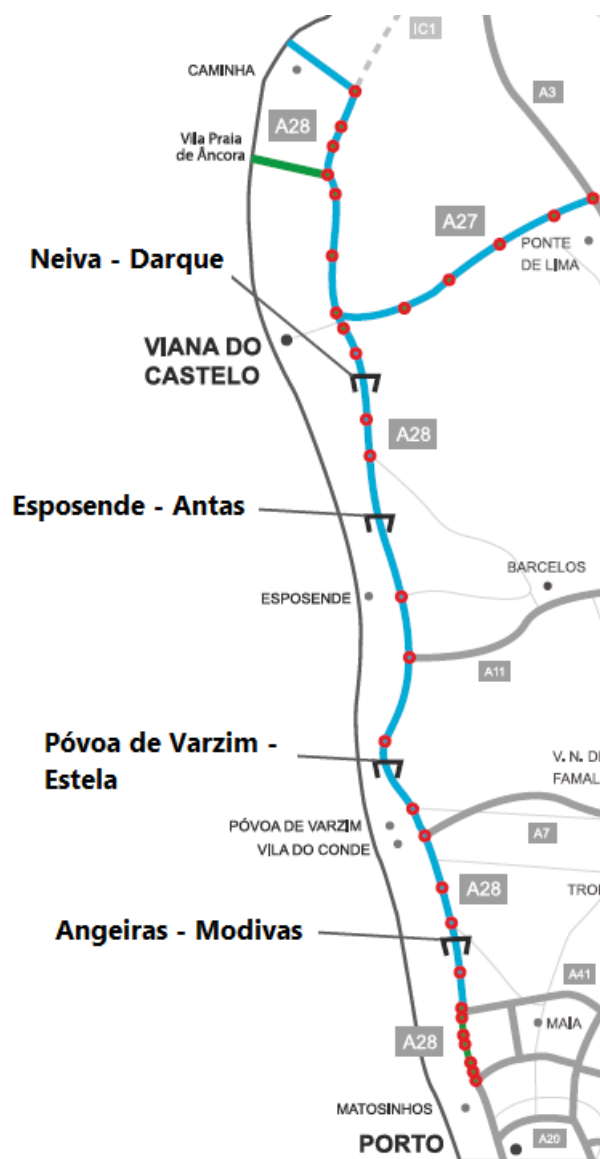 IC1
CAMINHA
A3
A28
Vila Praia
de Âncora
A27
PONTE
DE LIMA
Neiva - Darque
VIANA DO
CASTELO
A28
Esposende - Antas
BARCELOS
ESPOSENDE
A11
Póvoa de Varzim -
Estela
V. N. D
FAMAL
PÓVOA DE VARZIM
A7
VILA DO CONDE
A28
TRO
Angeiras - Modivas
A41
MAIA
A28
MATOSINHOS
A20
PORTO